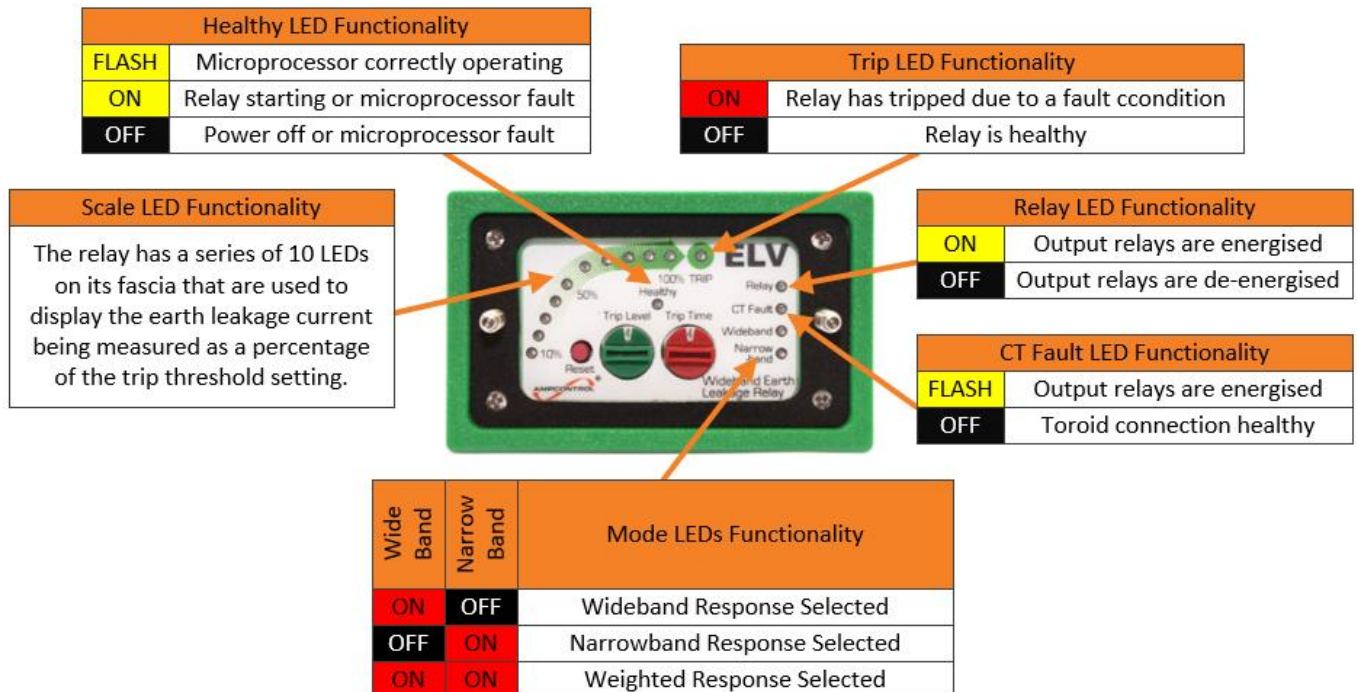 Healthy LED Functionality
FLASH Microprocessor correctly operating
ON Relay starting or microprocessor fault
OFF Power off or microprocessor fault
Trip LED Functionality
ON Relay has tripped due to a fault ccondition
OFF Relay is healthy
Scale LED Functionality
The relay has a series of 10 LEDs
on its fascia that are used to
display the earth leakage current
being measured as a percentage
of the trip threshold setting.
ELV
100% TRIP
50%
10%
Healthy
Trip Level Trip Time
Reset
Relay
CT Fault
Wideband
Narrow
band
AMPCONTROL®
Wideband Earth
Leakage Relay
Relay LED Functionality
ON Output relays are energised
OFF Output relays are de-energised
CT Fault LED Functionality
FLASH Output relays are energised
OFF Toroid connection healthy
Wide
Band
Narrow
Band
Mode LEDs Functionality
ON OFF Wideband Response Selected
OFF ON Narrowband Response Selected
ON ON Weighted Response Selected